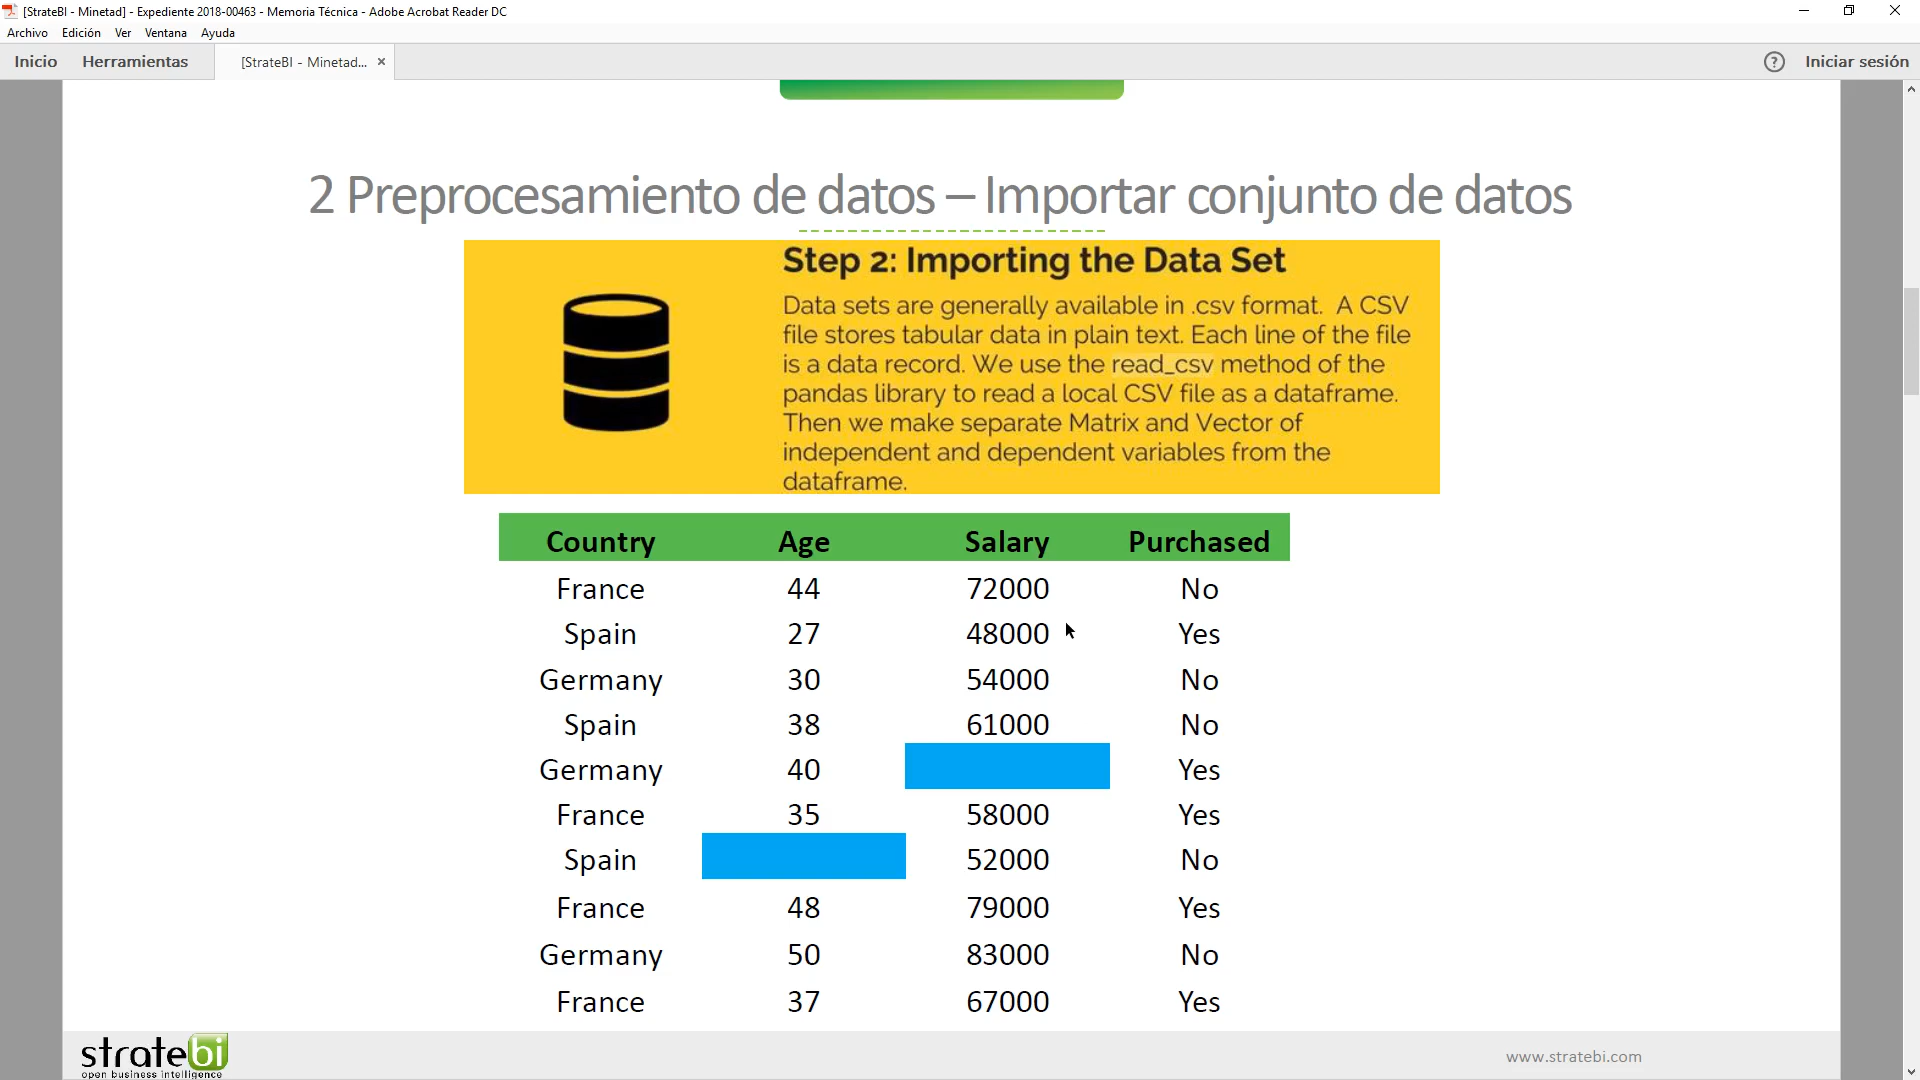 [StrateBI - Minetad] - Expediente 2018-00463 - Memoria Técnica - Adobe Acrobat Reader DC
Archivo Edición Ver Ventana Ayuda
Inicio Herramientas [StrateBI - Minetad... × ? Iniciar sesión
2 Preprocesamiento de datos – Importar conjunto de datos
Step 2: Importing the Data Set
Data sets are generally available in .csv format. A CSV
file stores tabular data in plain text. Each line of the file
is a data record. We use the read_csv method of the
pandas library to read a local CSV file as a dataframe.
Then we make separate Matrix and Vector of
independent and dependent variables from the
dataframe.
Country Age Salary Purchased
France 44 72000 No
Spain 27 48000 Yes
Germany 30 54000 No
Spain 38 61000 No
Germany 40 Yes
France 35 58000 Yes
Spain 52000 No
France 48 79000 Yes
Germany 50 83000 No
France 37 67000 Yes
stratebi
open business intelligence
www.stratebi.com